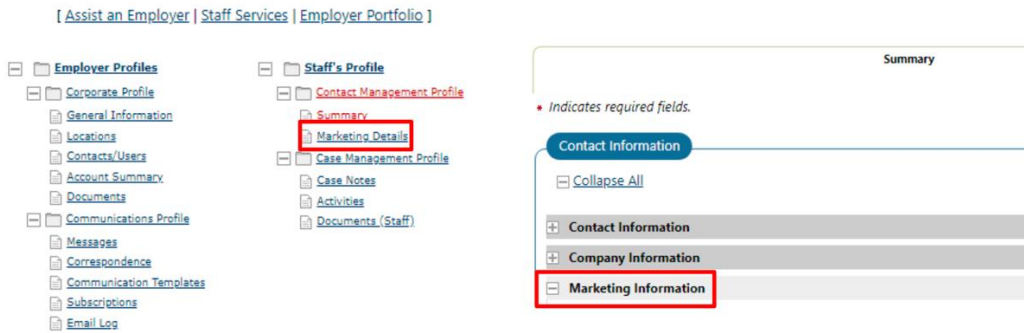 [ Assist an Employer | Staff Services | Employer Portfolio ]
Employer Profiles
Corporate Profile
General Information
Locations
Contacts/Users
Account Summary
Documents
Communications Profile
Messages
Correspondence
Communication Templates
Subscriptions
Email Log
Staff's Profile
Contact Management Profile
Summary
Marketing Details
Case Management Profile
Case Notes
Activities
Documents (Staff)
Summary
* Indicates required fields.
Contact Information
Collapse All
Contact Information
Company Information
Marketing Information